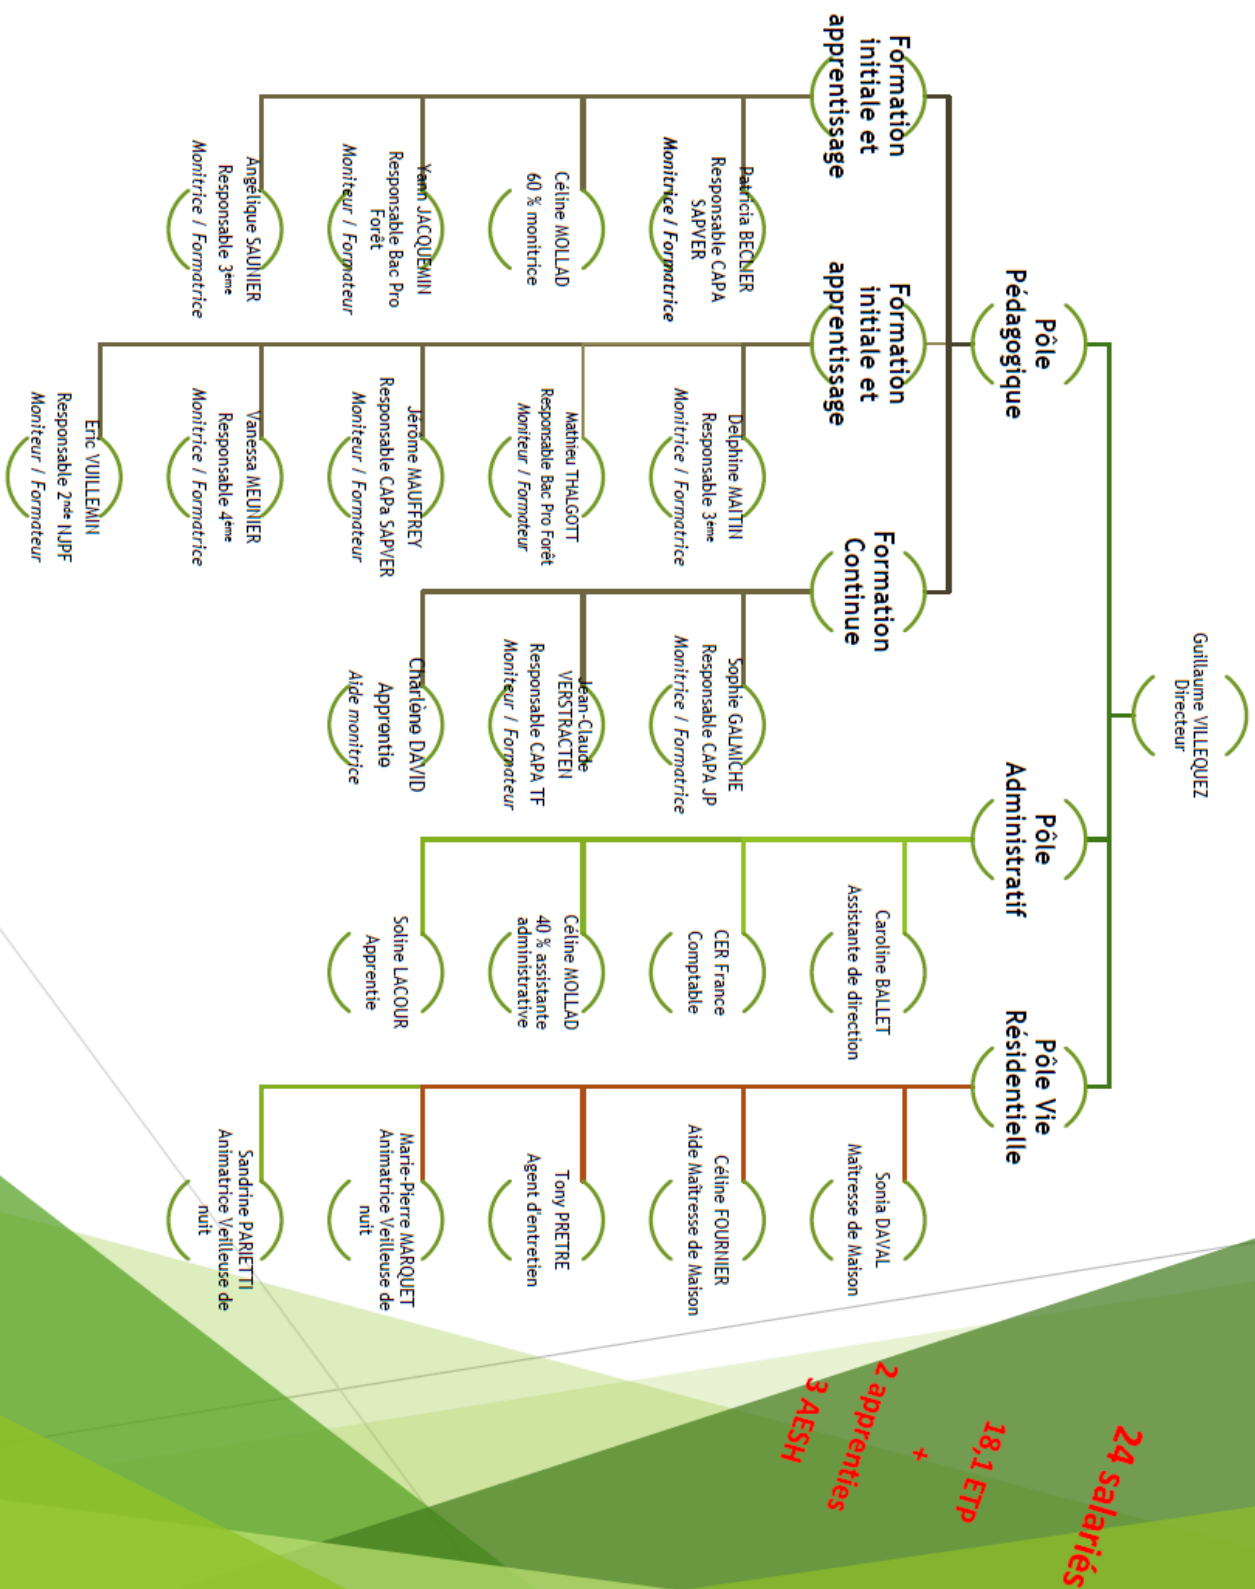 Guillaume VILLEQUEZ
Directeur
Pôle
Pédagogique
Formation
initiale et
apprentissage
Patricia BECLIER
Responsable CAPA
SAPVER
Monitrice / Formatrice
Céline MOLLAD
60 % monitrice
Yann JACQUEMIN
Responsable Bac Pro
Forêt
Moniteur / Formateur
Angélique SAUNIER
Responsable 3ème
Monitrice / Formatrice
Formation
initiale et
apprentissage
Delphine MAITIN
Responsable 3ème
Monitrice / Formatrice
Mathieu THALGOTT
Responsable Bac Pro Forêt
Moniteur / Formateur
Jérôme MAUFFREY
Responsable CAPa SAPVER
Moniteur / Formateur
Vanessa MEUNIER
Responsable 4ème
Monitrice / Formatrice
Eric VUILLEMIN
Responsable 2nde NJPF
Moniteur / Formateur
Formation
Continue
Sophie GALMICHE
Responsable CAPA JP
Monitrice / Formatrice
Jean-Claude
VERSTRACTEN
Responsable CAPA TF
Moniteur / Formateur
Charlène DAVID
Apprentie
Aide monitrice
Pôle
Administratif
Caroline BALLET
Assistante de direction
CER France
Comptable
Céline MOLLAD
40 % assistante
administrative
Soline LACOUR
Apprentie
Pôle Vie
Résidentielle
Sonia DAVAL
Maîtresse de Maison
Céline FOURNIER
Aide Maîtresse de Maison
Tony PRETRE
Agent d'entretien
Marie-Pierre MARQUET
Animatrice Veilleuse de
nuit
Sandrine PARIETTI
Animatrice Veilleuse de
nuit
24 salariés
18,1 ETP
+
2 apprenties
3 AESH